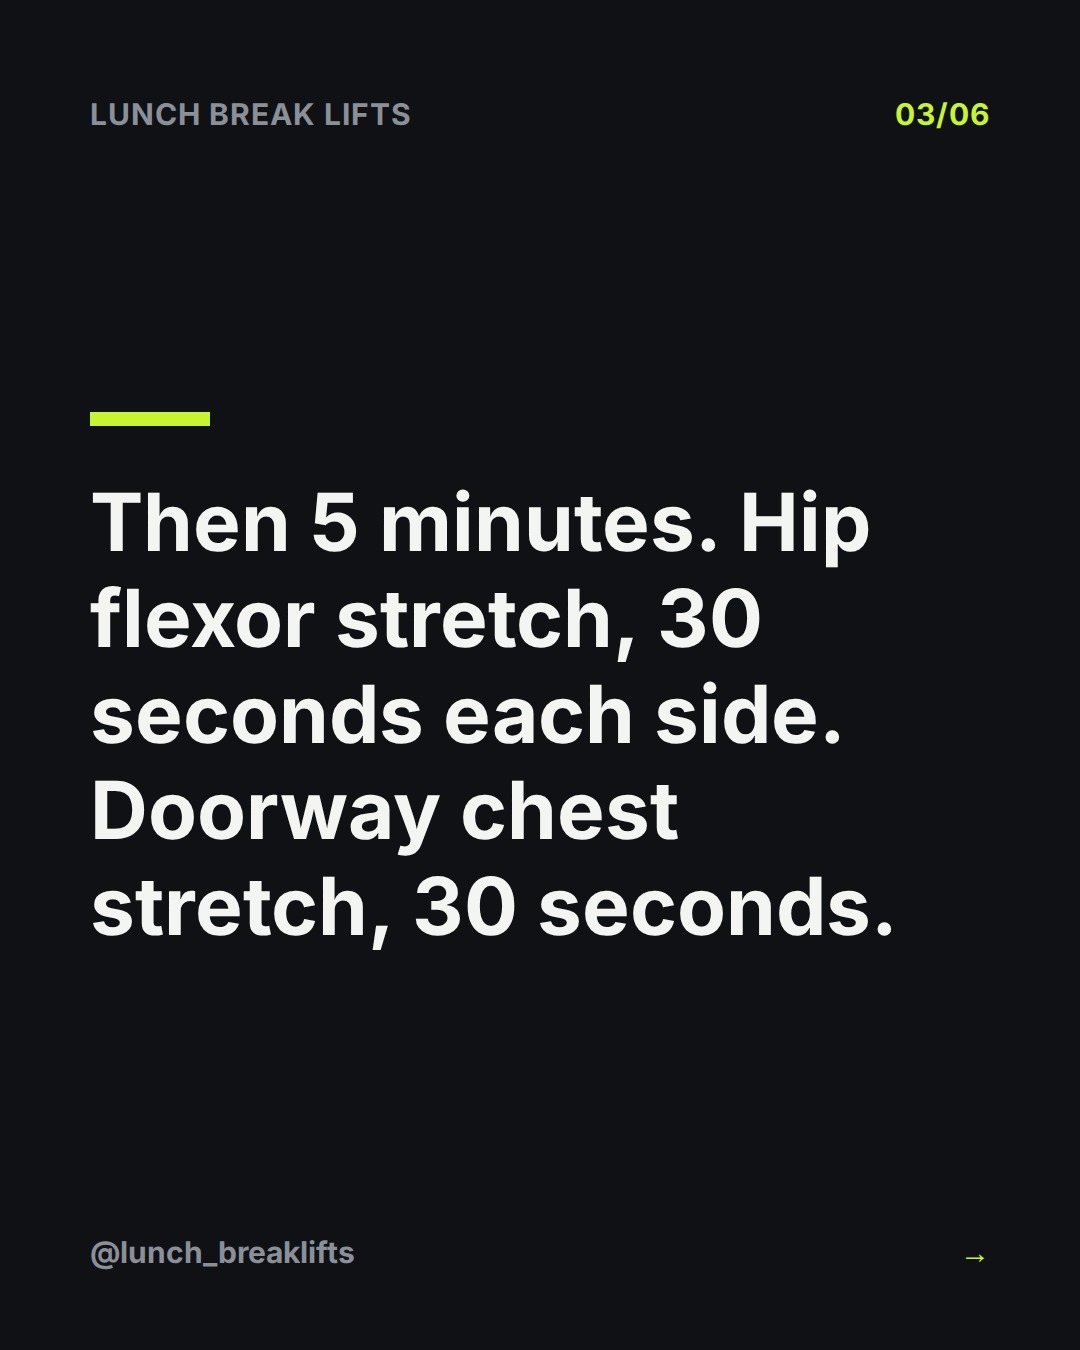 LUNCH BREAK LIFTS
03/06
Then 5 minutes. Hip
flexor stretch, 30
seconds each side.
Doorway chest
stretch, 30 seconds.
@lunch_breaklifts
→